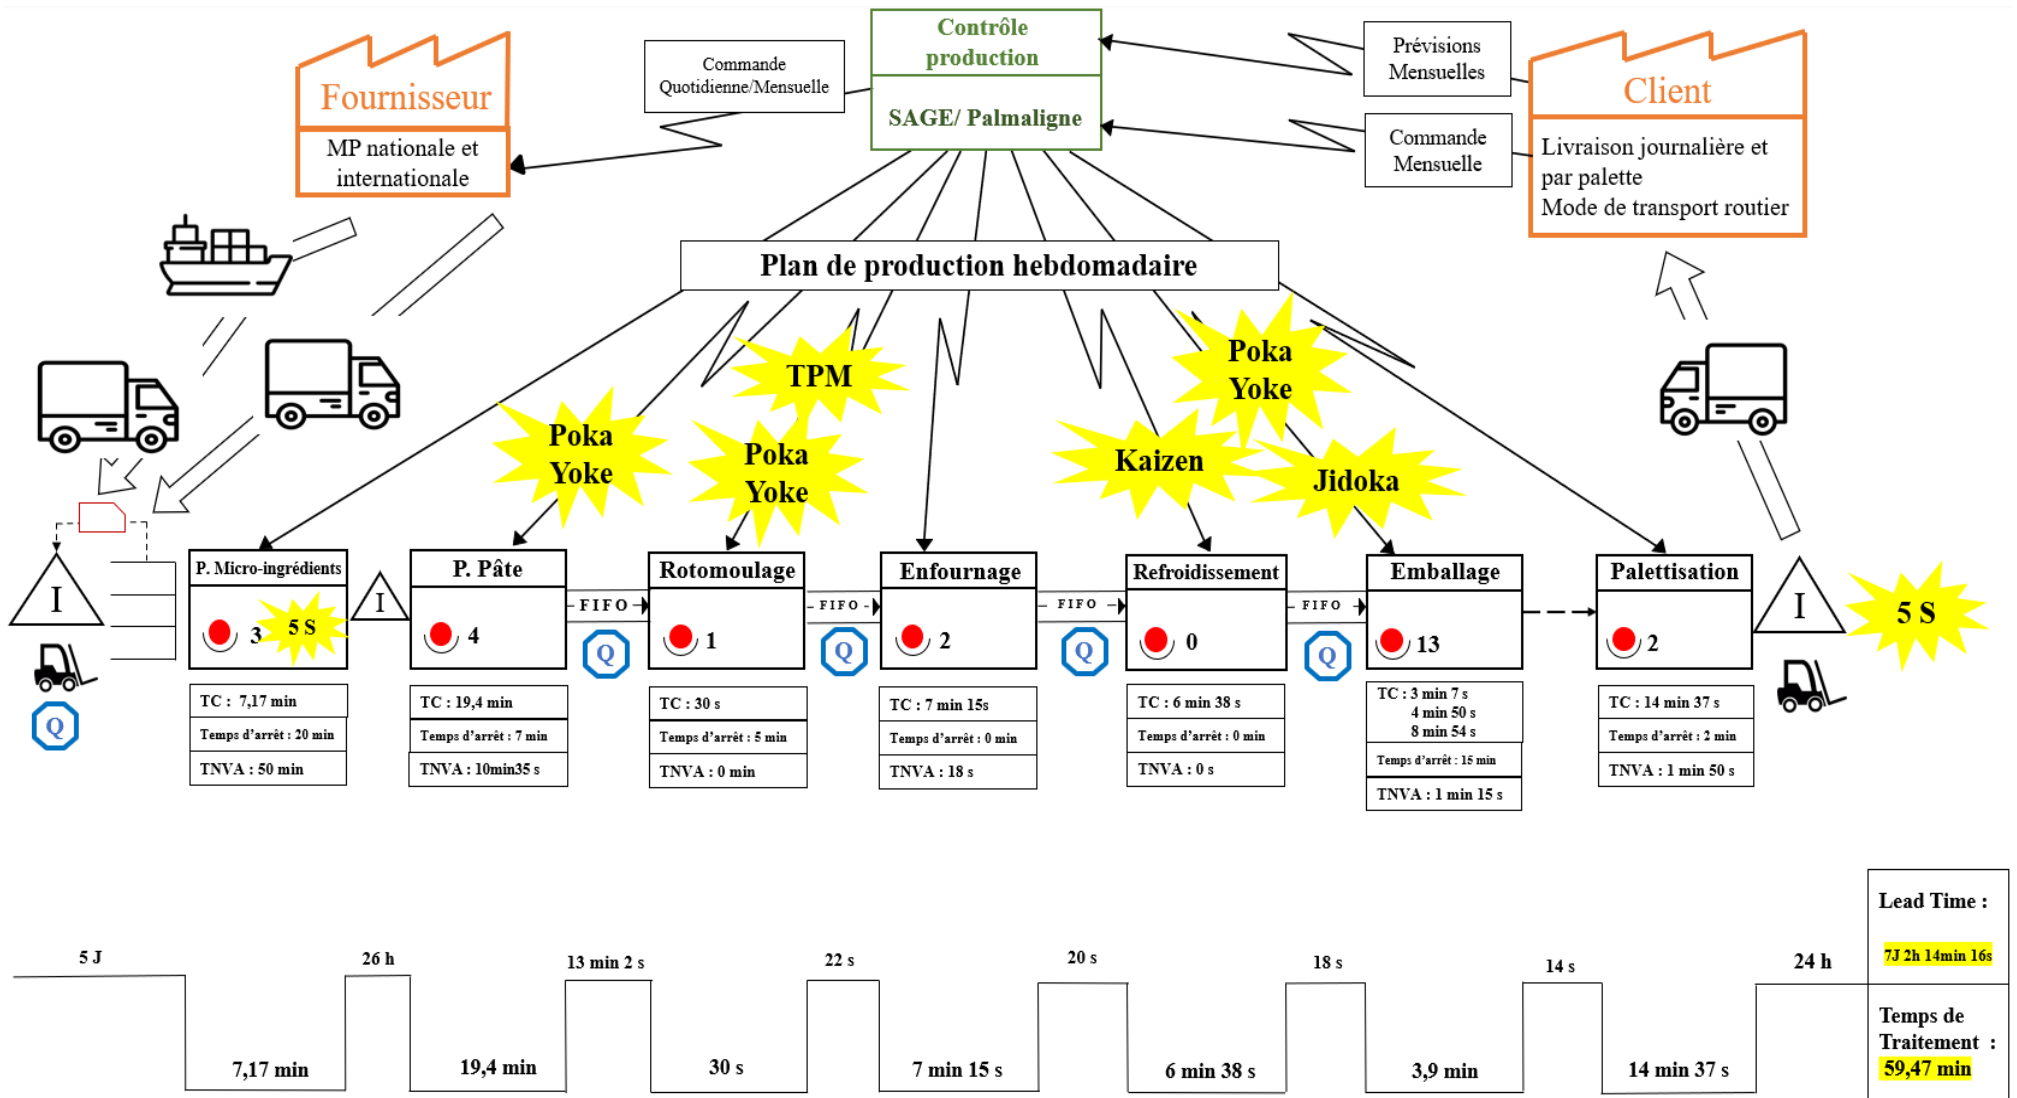 Contrôle
production
SAGE/ Palmaligne
Commande
Quotidienne/Mensuelle
Prévisions
Mensuelles
Commande
Mensuelle
Fournisseur
MP nationale et
internationale
Client
Livraison journalière et
par palette
Mode de transport routier
Plan de production hebdomadaire
Poka
Yoke
TPM
Poka
Yoke
Kaizen
Poka
Yoke
Jidoka
I
P. Micro-ingrédients
3
5 S
I
P. Pâte
4
FIFO
Q
Rotomoulage
1
FIFO
Q
Enfournage
2
FIFO
Q
Refroidissement
0
FIFO
Q
Emballage
13
Palettisation
2
I
5 S
Q
TC : 7,17 min
Temps d'arrêt : 20 min
TNVA : 50 min
TC : 19,4 min
Temps d'arrêt : 7 min
TNVA : 10min35 s
TC : 30 s
Temps d'arrêt : 5 min
TNVA : 0 min
TC : 7 min 15s
Temps d'arrêt : 0 min
TNVA : 18 s
TC : 6 min 38 s
Temps d'arrêt : 0 min
TNVA : 0 s
TC : 3 min 7 s
4 min 50 s
8 min 54 s
Temps d'arrêt : 15 min
TNVA : 1 min 15 s
TC : 14 min 37 s
Temps d'arrêt : 2 min
TNVA : 1 min 50 s
5 J
26 h
13 min 2 s
22 s
20 s
18 s
14 s
24 h
7,17 min
19,4 min
30 s
7 min 15 s
6 min 38 s
3,9 min
14 min 37 s
Lead Time :
7J 2h 14min 16s
Temps de
Traitement :
59,47 min